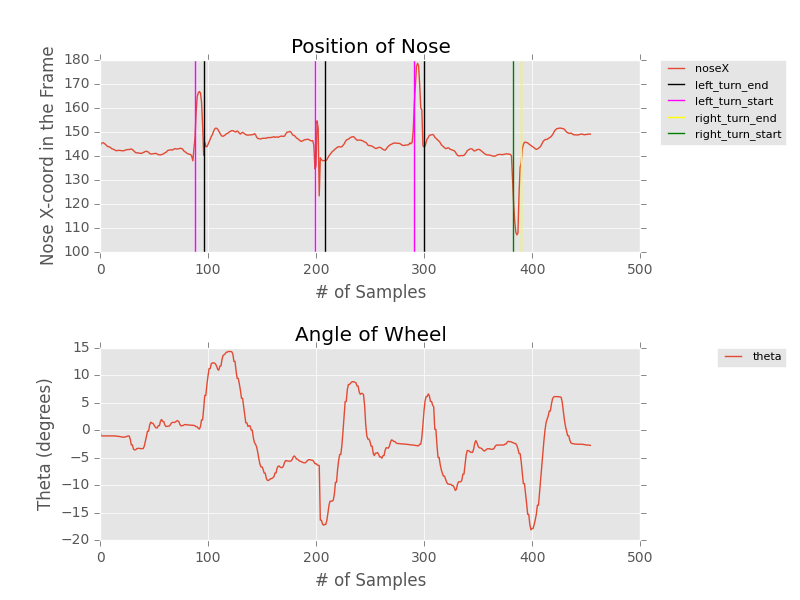 Position of Nose
Nose X-coord in the Frame
180
170
160
150
140
130
120
110
100
0 100 200 300 400 500
# of Samples
noseX
left_turn_end
left_turn_start
right_turn_end
right_turn_start
Angle of Wheel
Theta (degrees)
15
10
5
0
−5
−10
−15
−20
0 100 200 300 400 500
# of Samples
theta